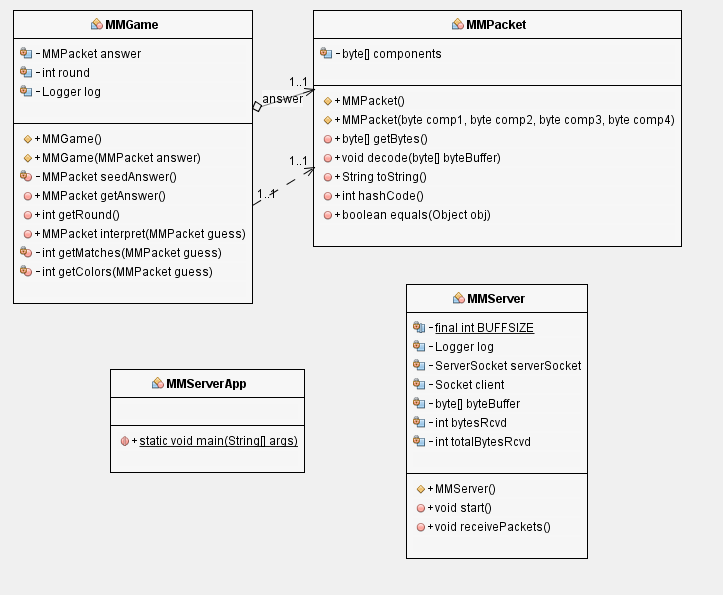 MMGame
-MMPacket answer
-int round
-Logger log
+MMGame()
+MMGame(MMPacket answer)
-MMPacket seedAnswer()
+MMPacket getAnswer()
+int getRound()
+MMPacket interpret(MMPacket guess)
-int getMatches(MMPacket guess)
-int getColors(MMPacket guess)
1..1
answer
1..1
1..1
MMPacket
-byte[] components
+MMPacket()
+MMPacket(byte comp1, byte comp2, byte comp3, byte comp4)
+byte[] getBytes()
+void decode(byte[] byteBuffer)
+String toString()
+int hashCode()
+boolean equals(Object obj)
MMServer
-final int BUFFSIZE
-Logger log
-ServerSocket serverSocket
-Socket client
-byte[] byteBuffer
-int bytesRcvd
-int totalBytesRcvd
+MMServer()
+void start()
+void receivePackets()
MMServerApp
+static void main(String[] args)